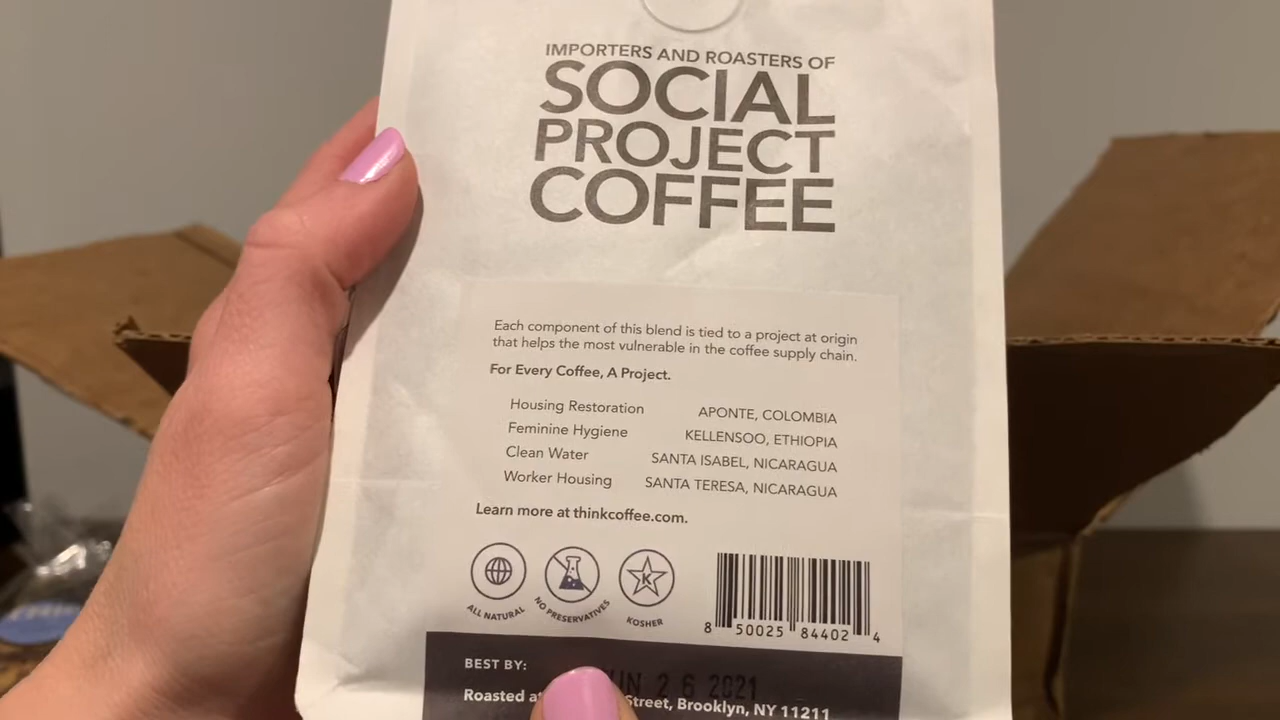 IMPORTERS AND ROASTERS OF
SOCIAL
PROJECT
COFFEE
Each component of this blend is tied to a project at origin
that helps the most vulnerable in the coffee supply chain.
For Every Coffee, A Project.
Housing Restoration APONTE, COLOMBIA
Feminine Hygiene KELLENSOO, ETHIOPIA
Clean Water SANTA ISABEL, NICARAGUA
Worker Housing SANTA TERESA, NICARAGUA
Learn more at thinkcoffee.com.
ALL NATURAL
NO PRESERVATIVES
K
KOSHER
8 50025 84402 4
BEST BY: 26 2021
Roasted at Street, Brooklyn, NY 11211